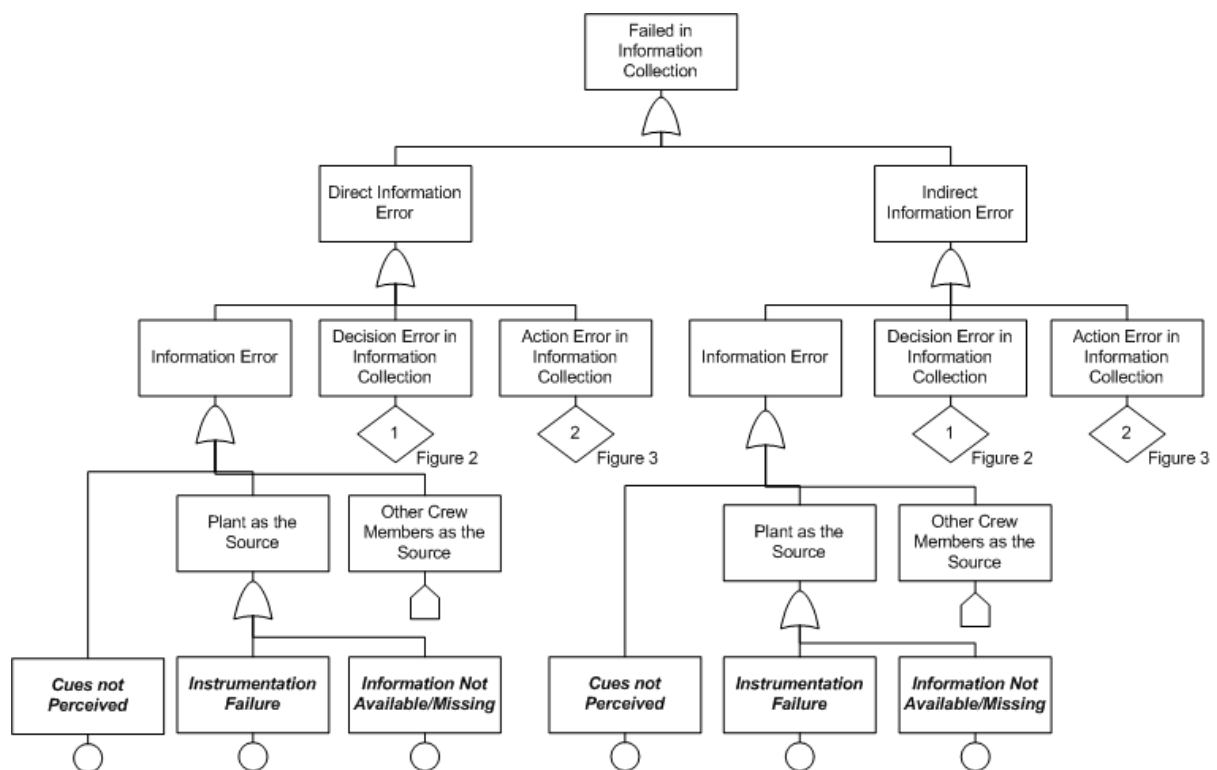 Failed in
Information
Collection
Direct Information
Error
Indirect
Information Error
Information Error
Decision Error in
Information
Collection
Action Error in
Information
Collection
Information Error
Decision Error in
Information
Collection
Action Error in
Information
Collection
1
Figure 2
2
Figure 3
1
Figure 2
2
Figure 3
Plant as the
Source
Other Crew
Members as the
Source
Plant as the
Source
Other Crew
Members as the
Source
Cues not
Perceived
Instrumentation
Failure
Information Not
Available/Missing
Cues not
Perceived
Instrumentation
Failure
Information Not
Available/Missing